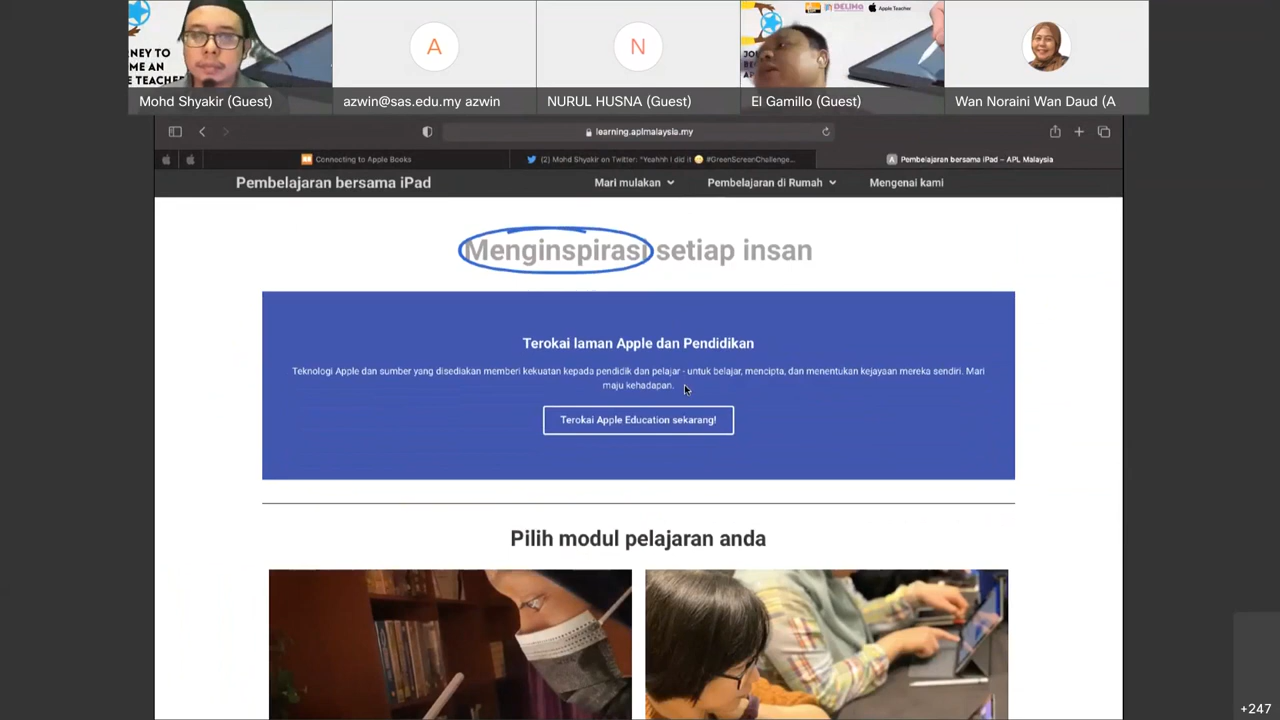 NEY TO
ME AN
E TEACHER
DELIMa
Apple Teacher
A
N
Mohd Shyakir (Guest)
azwin@sas.edu.my azwin
NURUL HUSNA (Guest)
El Gamillo (Guest)
Wan Noraini Wan Daud (A
learning.aplmalaysia.my
Connecting to Apple Books
(2) Mohd Shyakir on Twitter: "Yeahhh I did it 😁 #GreenScreenChallenge...
Pembelajaran bersama iPad – APL Malaysia
Pembelajaran bersama iPad
Mari mulakan
Pembelajaran di Rumah
Mengenai kami
Menginspirasi setiap insan
Terokai laman Apple dan Pendidikan
Teknologi Apple dan sumber yang disediakan memberi kekuatan kepada pendidik dan pelajar - untuk belajar, mencipta, dan menentukan kejayaan mereka sendiri. Mari
maju kehadapan.
Terokai Apple Education sekarang!
Pilih modul pelajaran anda
+247